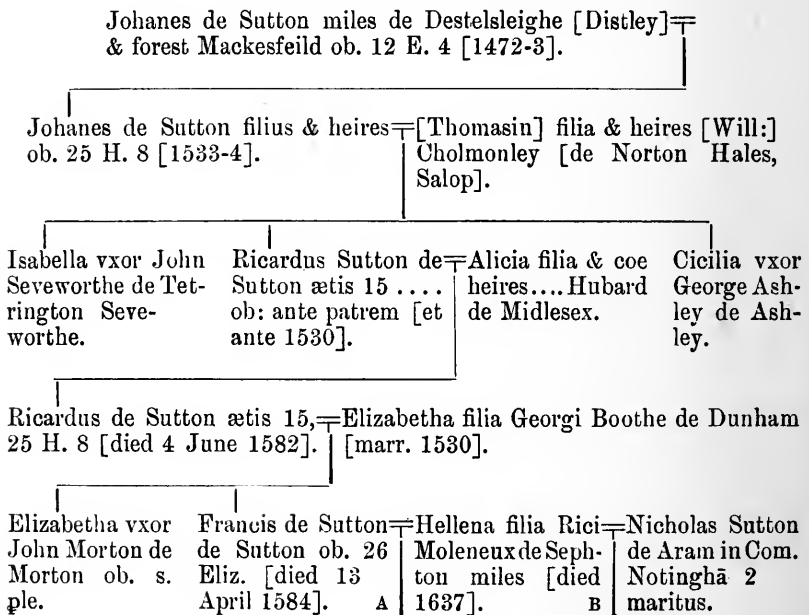 Johanes de Sutton miles de Destelsleighe [Distley]
& forest Mackesfeild ob. 12 E. 4 [1472-3].
Johanes de Sutton filius & heires
ob. 25 H. 8 [1533-4].
[Thomasin] filia & heires [Will:]
Cholmonley [de Norton Hales,
Salop].
Isabella vxor John
Seveworthe de Tet-
rington Seve-
worthe.
Ricardus Sutton de
Sutton ætis 15 ....
ob: ante patrem [et
ante 1530].
Alicia filia & coe
heires.... Hubard
de Midlesex.
Cicilia vxor
George Ash-
ley de Ash-
ley.
Ricardus de Sutton ætis 15,
25 H. 8 [died 4 June 1582].
Elizabetha filia Georgi Boothe de Dunham
[marr. 1530].
Elizabetha vxor
John Morton de
Morton ob. s.
ꝑle.
Francis de Sutton
de Sutton ob. 26
Eliz. [died 13
April 1584]. A
Hellena filia Rici
Moleneux de Seph-
ton miles [died
1637]. B
Nicholas Sutton
de Aram in Com.
Notinghā 2
maritus.